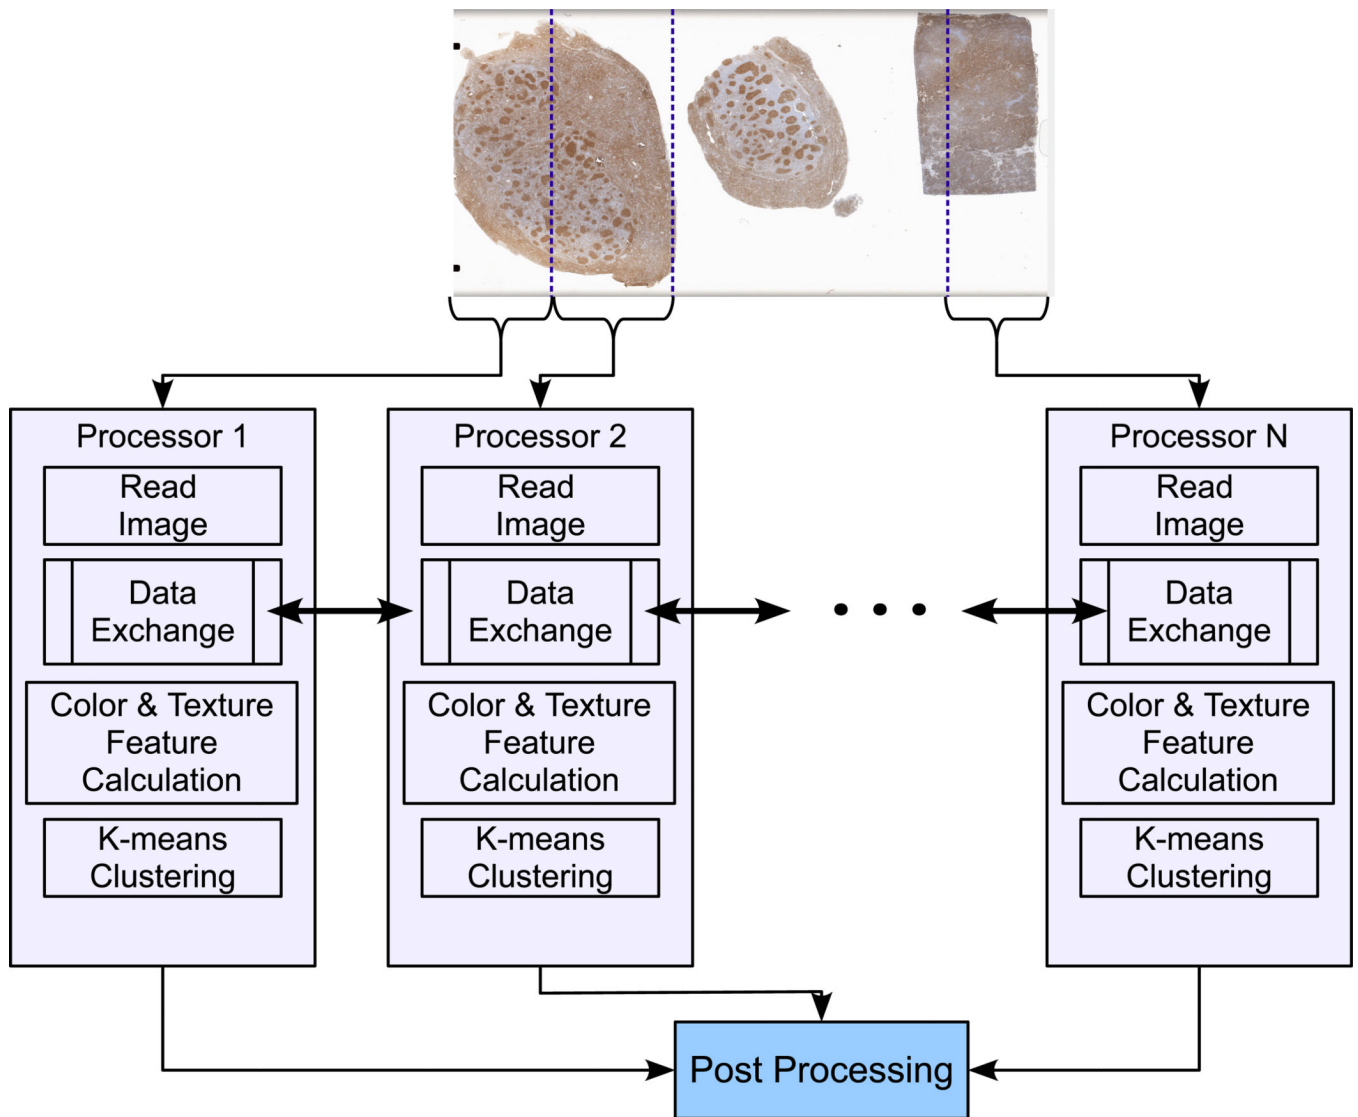 Processor 1
Read
Image
Data
Exchange
Color & Texture
Feature
Calculation
K-means
Clustering
Processor 2
Read
Image
Data
Exchange
Color & Texture
Feature
Calculation
K-means
Clustering
Processor N
Read
Image
Data
Exchange
Color & Texture
Feature
Calculation
K-means
Clustering
Post Processing